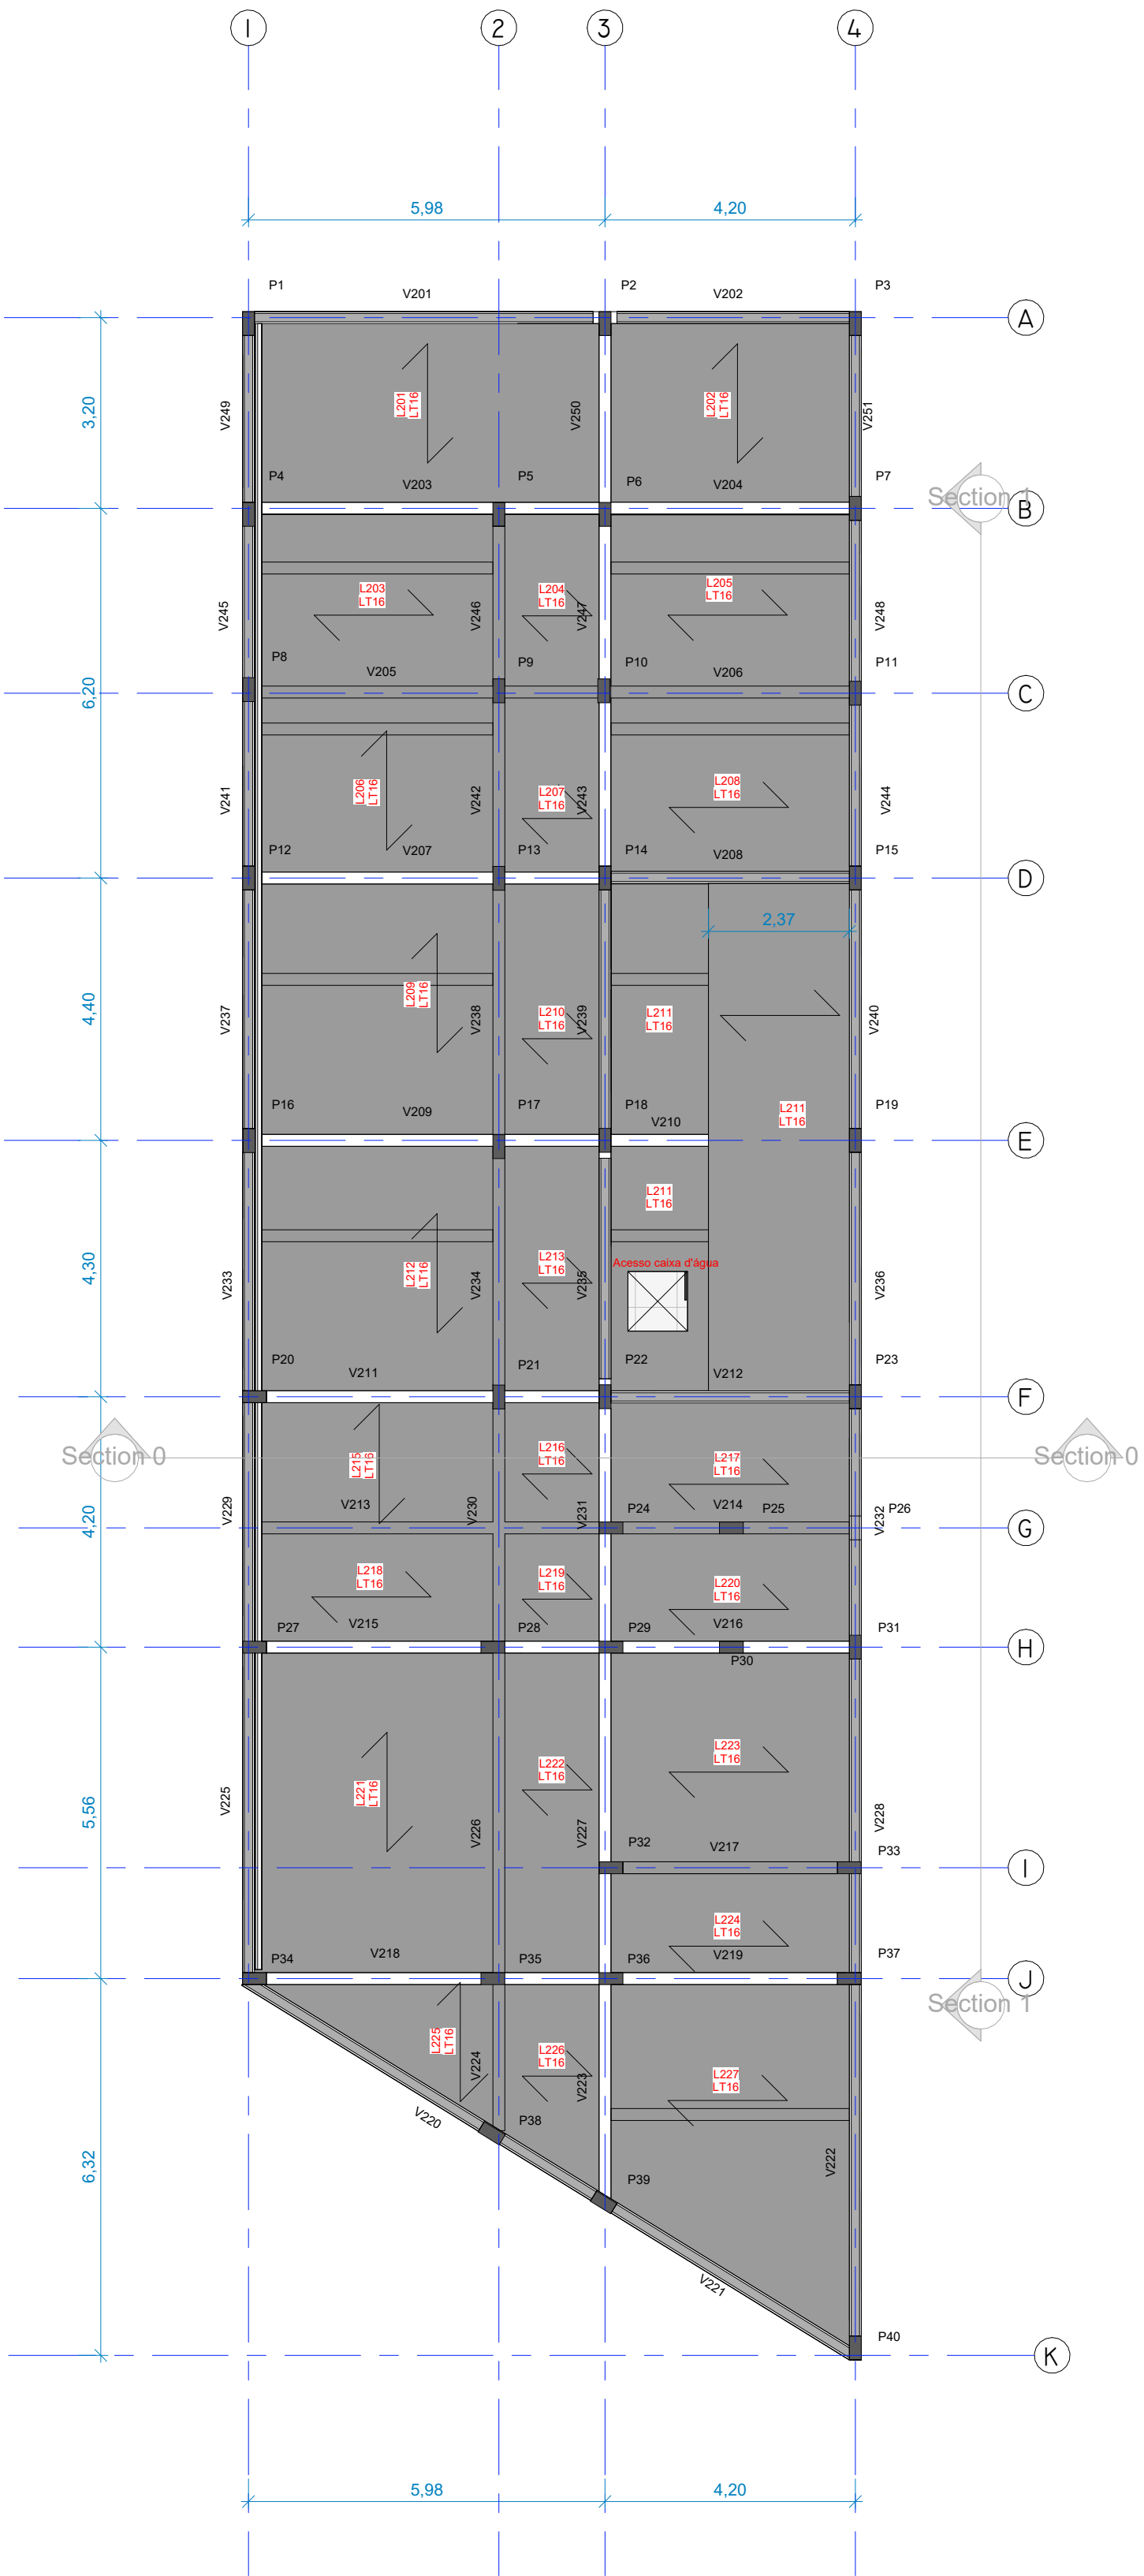 1 2 3 4
5,98 4,20
P1 V201 P2 V202 P3
A
3,20
V249 L201 LT16 V250 L202 LT16 V251
P4 V203 P5 P6 V204 P7
Section 1
B
L203 L204 L205
LT16 LT16 LT16
V245 V246 V247 V248
P8 V205 P9 P10 V206 P11
6,20
C
L206 LT16
L207 L208
LT16 LT16
V241 V242 V243 V244
P12 V207 P13 P14 V208 P15
D
2,37
4,40
L209 LT16
L210 L211
LT16 LT16
V237 V238 V239 V240
P16 V209 P17 P18 V210 P19
L211
LT16
E
L211
LT16
4,30
Acesso caixa d'água
L212 LT16
L213
LT16
V233 V234 V235 V236
P20 V211 P21 P22 V212 P23
F
Section 0 Section 0
L215 LT16
L216 L217
LT16 LT16
4,20
V229 V213 V230 V231 P24 V214 P25 V232 P26
G
L218 L219 L220
LT16 LT16 LT16
P27 V215 P28 P29 V216 P31
H
P30
5,56
L221 LT16
L222 L223
LT16 LT16
V225 V226 V227 V228
P32 V217 P33
I
L224
LT16
P34 V218 P35 P36 V219 P37
J
Section 1
L225 LT16
L226 L227
LT16 LT16
V224 V223
V220 P38
6,32
P39 V222
V221
P40
K
5,98 4,20